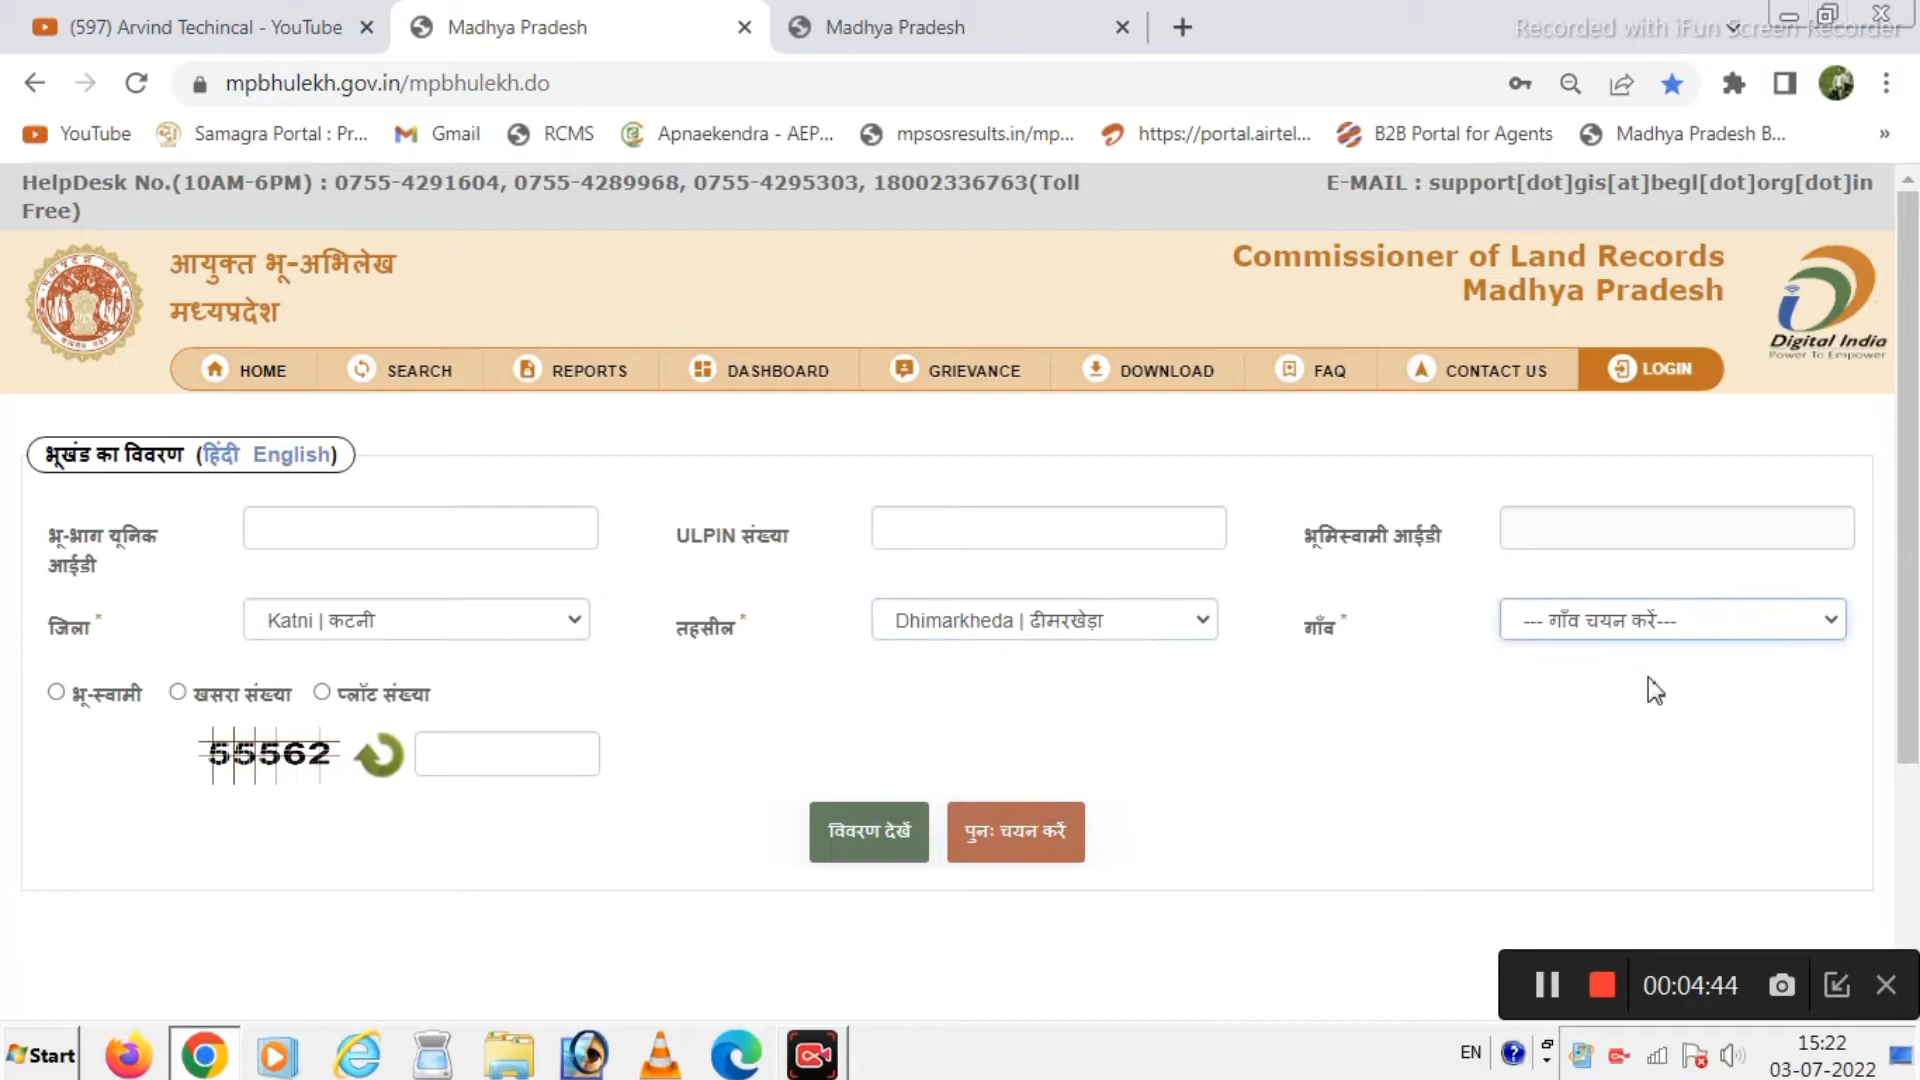 (597) Arvind Techincal - YouTube
Madhya Pradesh
Madhya Pradesh
Recorded with iFun Screen Recorder
mpbhulekh.gov.in/mpbhulekh.do
YouTube
Samagra Portal : Pr...
Gmail
RCMS
Apnaekendra - AEP...
mpsosresults.in/mp...
https://portal.airtel...
B2B Portal for Agents
Madhya Pradesh B...
»
HelpDesk No.(10AM-6PM) : 0755-4291604, 0755-4289968, 0755-4295303, 18002336763(Toll
Free)
E-MAIL : support[dot]gis[at]begl[dot]org[dot]in
आयुक्त भू-अभिलेख
मध्यप्रदेश
Commissioner of Land Records
Madhya Pradesh
Digital India
Power To Empower
HOME
SEARCH
REPORTS
DASHBOARD
GRIEVANCE
DOWNLOAD
FAQ
CONTACT US
LOGIN
भूखंड का विवरण (हिंदी English)
भू-भाग यूनिक
आईडी
ULPIN संख्या
भूमिस्वामी आईडी
जिला *
Katni | कटनी
तहसील *
Dhimarkheda | ढीमरखेड़ा
गाँव *
--- गाँव चयन करें---
भू-स्वामी
खसरा संख्या
प्लॉट संख्या
55562
विवरण देखें
पुनः चयन करें
00:04:44
Start
EN
15:22
03-07-2022